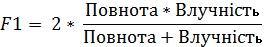 F1 = 2 * Повнота * Влучність
Повнота + Влучність